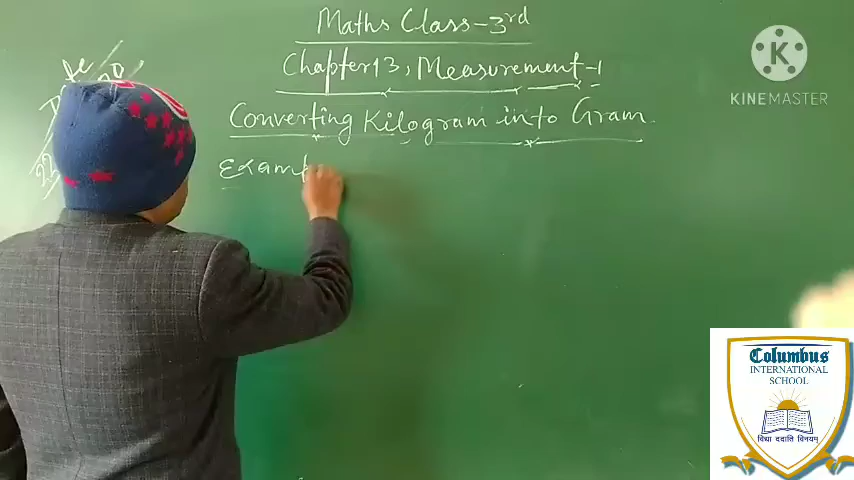 Maths Class-3rd
Chapter 13, Measurement-1
Converting Kilogram into Gram.
Examp
KINEMASTER
Columbus
INTERNATIONAL
SCHOOL
विद्या ददाति विनयम्